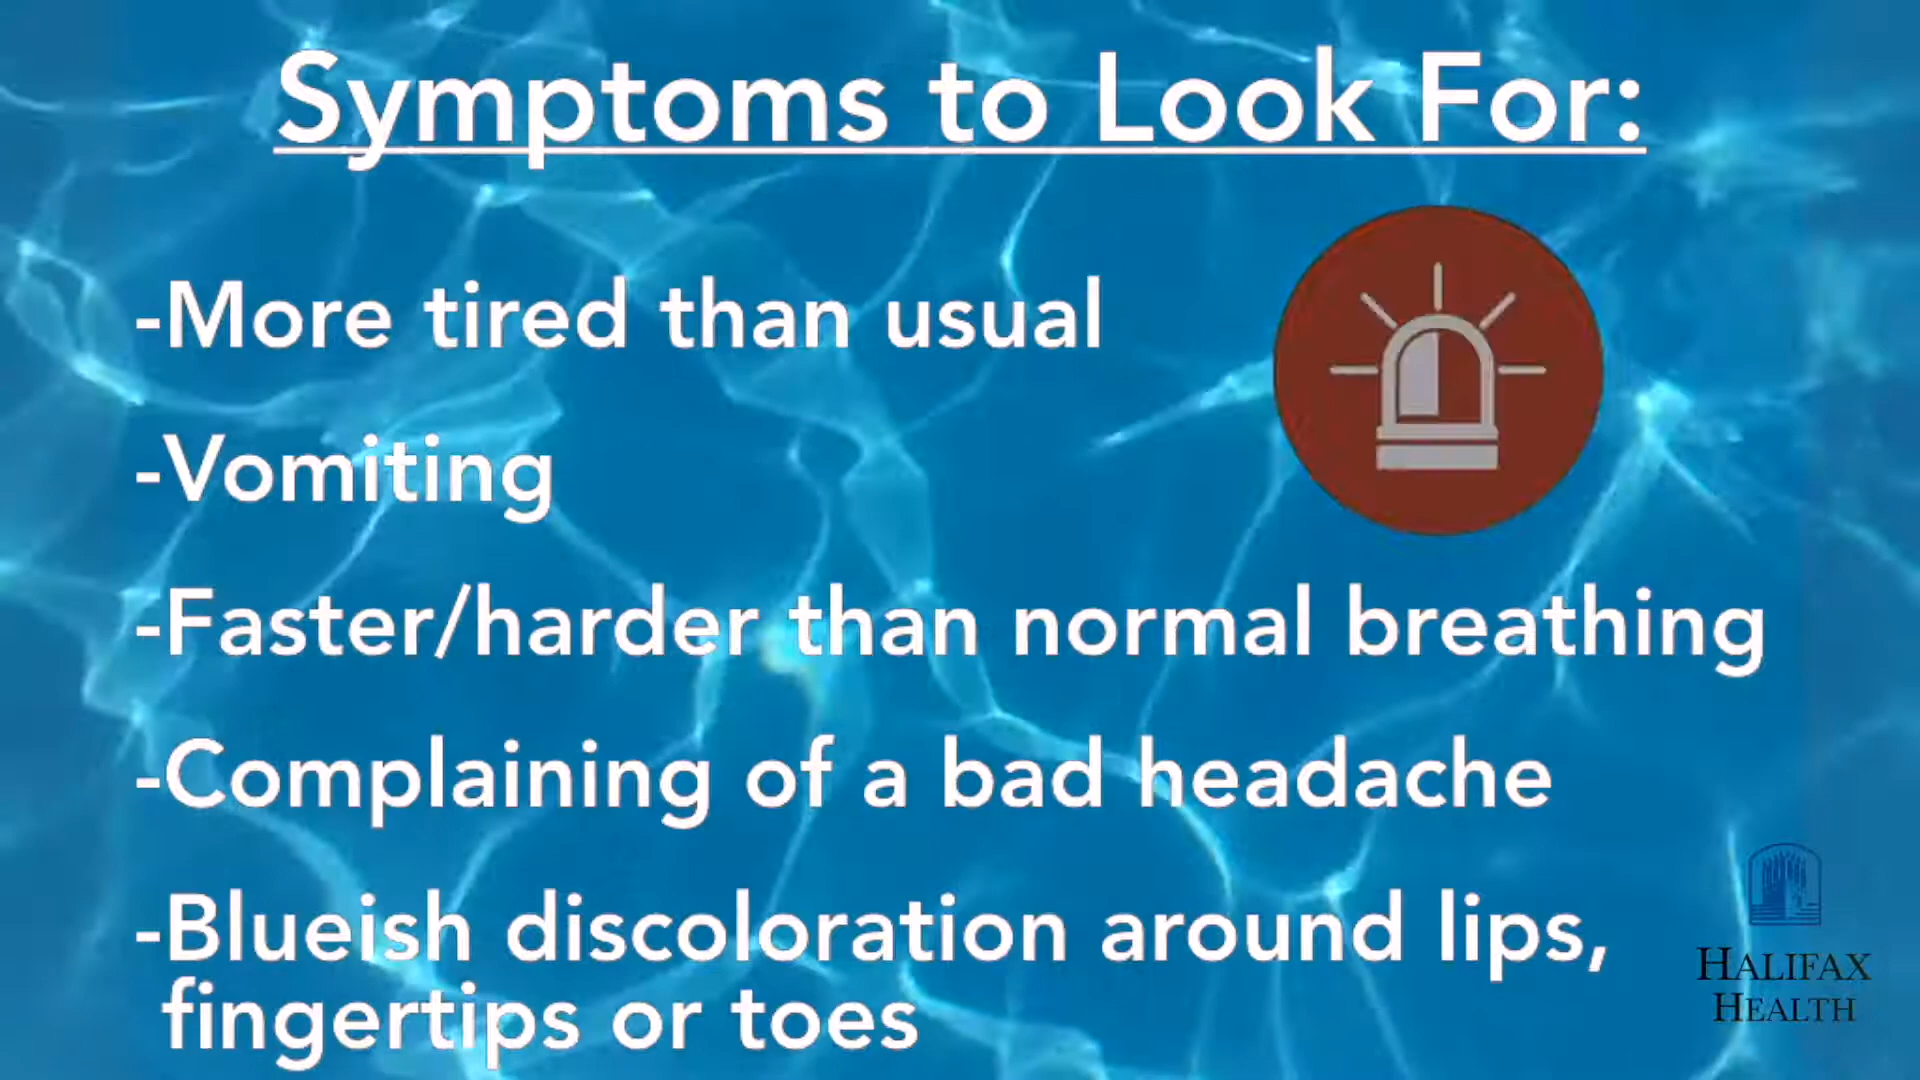 Symptoms to Look For:
-More tired than usual
-Vomiting
-Faster/harder than normal breathing
-Complaining of a bad headache
-Blueish discoloration around lips,
fingertips or toes
HALIFAX
HEALTH